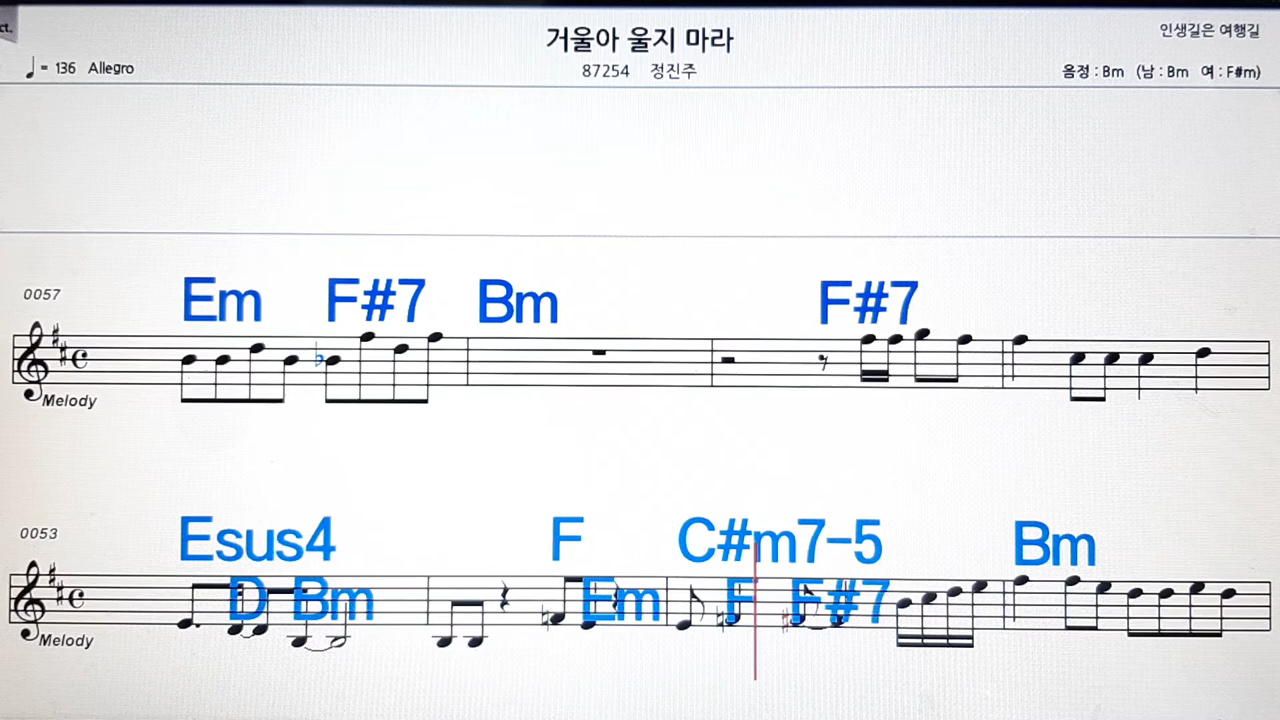 ct.
거울아 울지 마라
인생길은 여행길
♩= 136 Allegro
87254 정진주
음정 : Bm (남 : Bm 여 : F#m)
0057
Em F#7 Bm F#7
Melody
0053
Esus4 F C#m7-5 Bm
D Bm Em F F#7
Melody